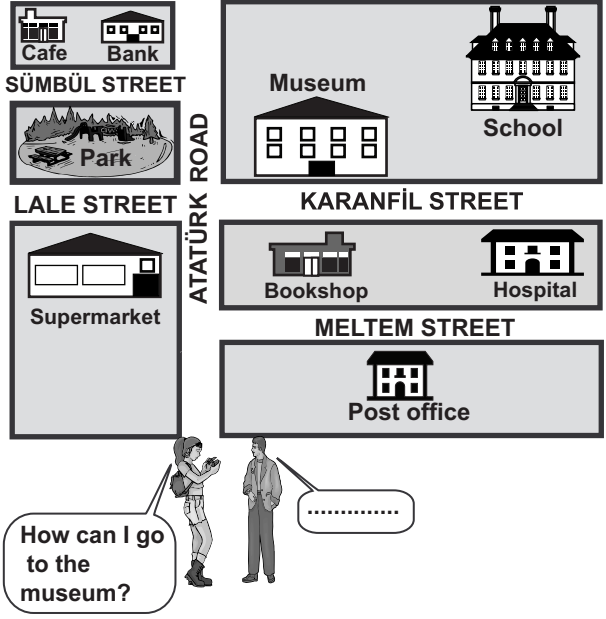 Cafe
Bank
SÜMBÜL STREET
Museum
School
Park
ATATÜRK ROAD
LALE STREET
KARANFİL STREET
Supermarket
Bookshop
Hospital
MELTEM STREET
Post office
How can I go
to the
museum?
..............